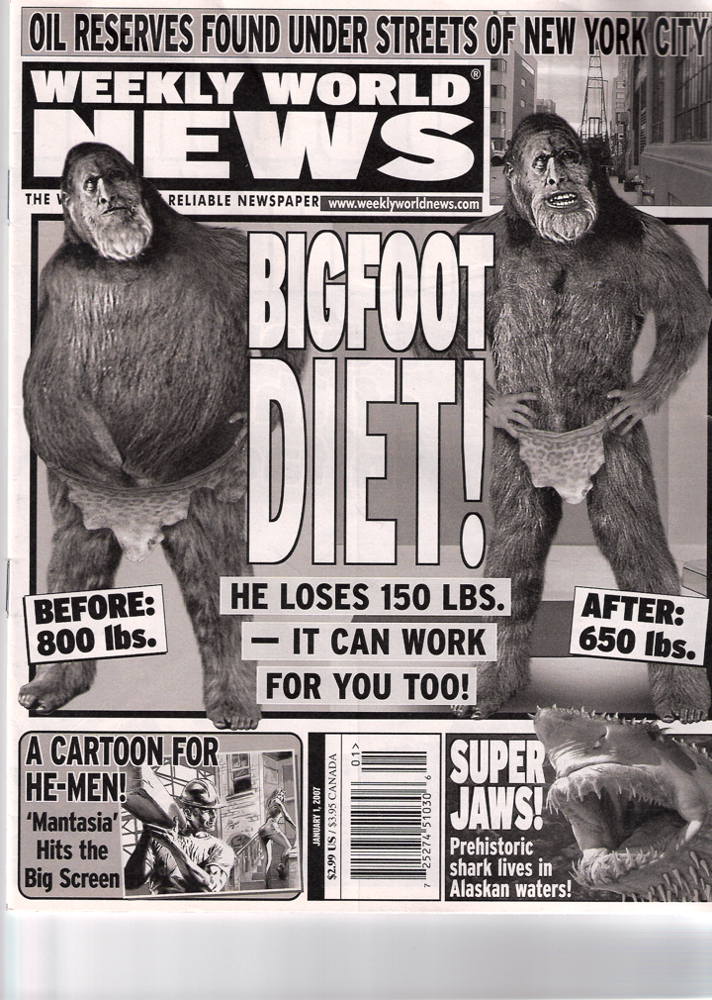 OIL RESERVES FOUND UNDER STREETS OF NEW YORK CITY
WEEKLY WORLD®
NEWS
THE W RELIABLE NEWSPAPER www.weeklyworldnews.com
BIGFOOT
DIET!
HE LOSES 150 LBS.
— IT CAN WORK
FOR YOU TOO!
BEFORE:
800 lbs.
AFTER:
650 lbs.
A CARTOON FOR
HE-MEN!
'Mantasia'
Hits the
Big Screen
JANUARY 1, 2007
$2.99 US / $3.95 CANADA
0 1>
7 25274 51030 6
SUPER
JAWS!
Prehistoric
shark lives in
Alaskan waters!